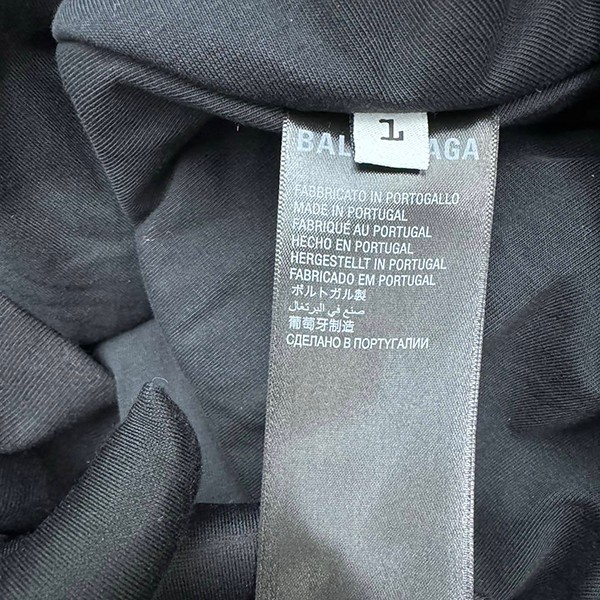 1
BAL AGA
FABBRICATO IN PORTOGALLO
MADE IN PORTUGAL
FABRIQUÉ AU PORTUGAL
HECHO EN PORTUGAL
HERGESTELLT IN PORTUGAL
FABRICADO EM PORTUGAL
ポルトガル製
صنع في البرتغال
葡萄牙制造
СДЕЛАНО В ПОРТУГАЛИИ